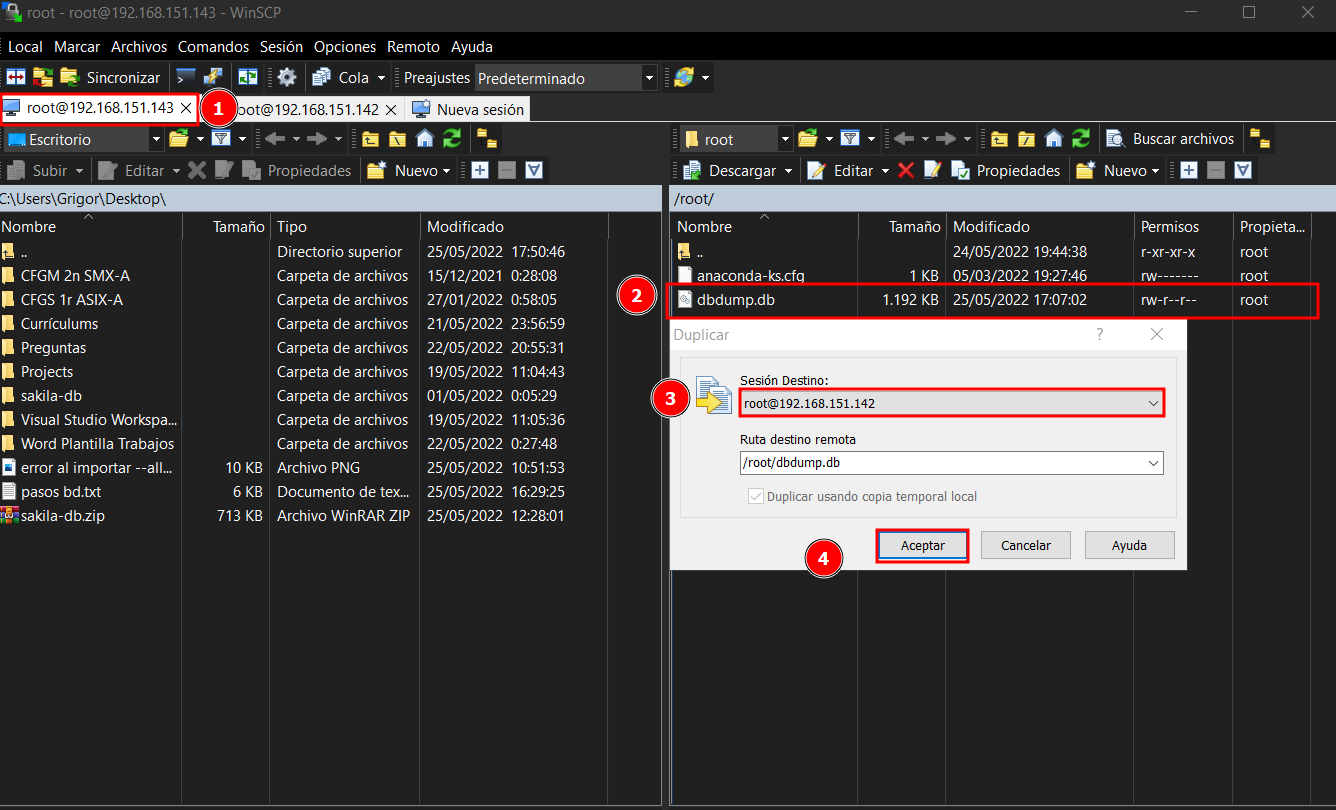 root - root@192.168.151.143 - WinSCP
Local Marcar Archivos Comandos Sesión Opciones Remoto Ayuda
Sincronizar Cola Preajustes Predeterminado
root@192.168.151.143 1 oot@192.168.151.142 Nueva sesión
Escritorio root Buscar archivos
Subir Editar Propiedades Nuevo Descargar Editar Propiedades Nuevo
C:\Users\Grigor\Desktop\ /root/
Nombre Tamaño Tipo Modificado Nombre Tamaño Modificado Permisos Propieta...
.. Directorio superior 25/05/2022 17:50:46 .. 24/05/2022 19:44:38 r-xr-xr-x root
CFGM 2n SMX-A Carpeta de archivos 15/12/2021 0:28:08 anaconda-ks.cfg 1 KB 05/03/2022 19:27:46 rw------- root
CFGS 1r ASIX-A Carpeta de archivos 27/01/2022 0:58:05 2 dbdump.db 1.192 KB 25/05/2022 17:07:02 rw-r--r-- root
Currículums Carpeta de archivos 21/05/2022 23:56:59
Preguntas Carpeta de archivos 22/05/2022 20:55:31
Projects Carpeta de archivos 19/05/2022 11:04:43
sakila-db Carpeta de archivos 01/05/2022 0:05:29
Visual Studio Workspa... Carpeta de archivos 19/05/2022 11:05:36
Word Plantilla Trabajos Carpeta de archivos 22/05/2022 0:27:48
error al importar --all... 10 KB Archivo PNG 25/05/2022 10:51:53
pasos bd.txt 6 KB Documento de tex... 25/05/2022 16:29:25
sakila-db.zip 713 KB Archivo WinRAR ZIP 25/05/2022 12:28:01
Duplicar ?
Sesión Destino:
3 root@192.168.151.142
Ruta destino remota
/root/dbdump.db
Duplicar usando copia temporal local
4 Aceptar Cancelar Ayuda